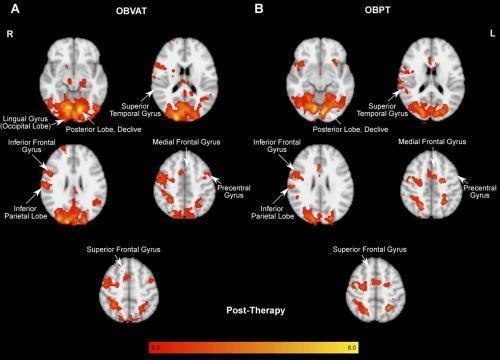 A
OBVAT
B
OBPT
R
L
Lingual Gyrus
(Occipital Lobe)
Posterior Lobe, Declive
Superior
Temporal Gyrus
Posterior Lobe, Declive
Superior
Temporal Gyrus
Inferior Frontal
Gyrus
Inferior
Parietal Lobe
Medial Frontal Gyrus
Precentral
Gyrus
Inferior Frontal
Gyrus
Inferior
Parietal Lobe
Medial Frontal Gyrus
Precentral
Gyrus
Superior Frontal Gyrus
Superior Frontal Gyrus
Post-Therapy
8.0